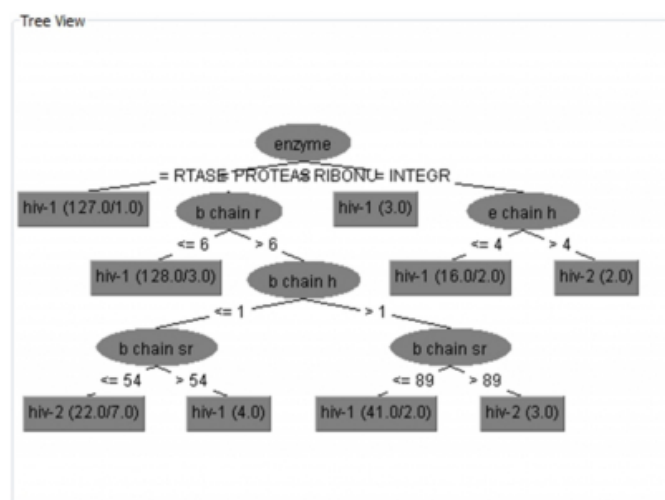 Tree View
enzyme
= RTASE = PROTEAS = RIBONU = INTEGR
hiv-1 (127.0/1.0) b chain r hiv-1 (3.0) e chain h
<= 6 > 6 <= 4 > 4
hiv-1 (128.0/3.0) b chain h hiv-1 (16.0/2.0) hiv-2 (2.0)
<= 1 > 1
b chain sr b chain sr
<= 54 > 54 <= 89 > 89
hiv-2 (22.0/7.0) hiv-1 (4.0) hiv-1 (41.0/2.0) hiv-2 (3.0)